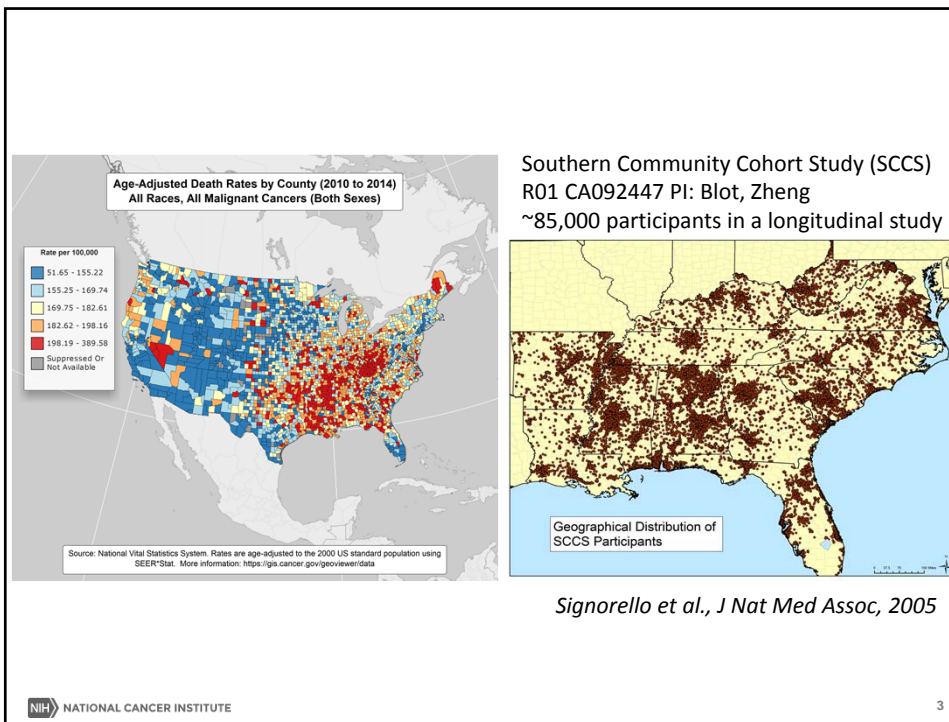 Age-Adjusted Death Rates by County (2010 to 2014)
All Races, All Malignant Cancers (Both Sexes)
Rate per 100,000
51.65 - 155.22
155.25 - 169.74
169.75 - 182.61
182.62 - 198.16
198.19 - 389.58
Suppressed Or
Not Available
Source: National Vital Statistics System. Rates are age-adjusted to the 2000 US standard population using
SEER*Stat. More information: https://gis.cancer.gov/geoviewer/data
Southern Community Cohort Study (SCCS)
R01 CA092447 PI: Blot, Zheng
~85,000 participants in a longitudinal study
Geographical Distribution of
SCCS Participants
Signorello et al., J Nat Med Assoc, 2005
NIH NATIONAL CANCER INSTITUTE
3